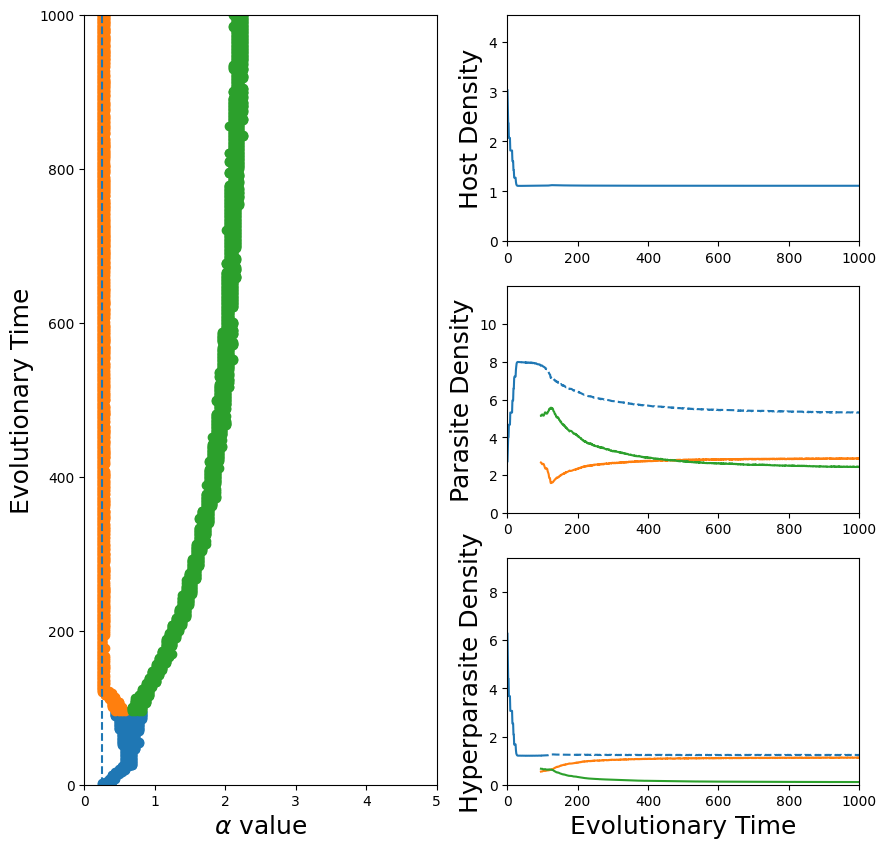 1000
800
600
400
200
0
Evolutionary Time
0 1 2 3 4 5
α value
4
3
2
1
0
Host Density
0 200 400 600 800 1000
10
8
6
4
2
0
Parasite Density
0 200 400 600 800 1000
8
6
4
2
0
Hyperparasite Density
0 200 400 600 800 1000
Evolutionary Time